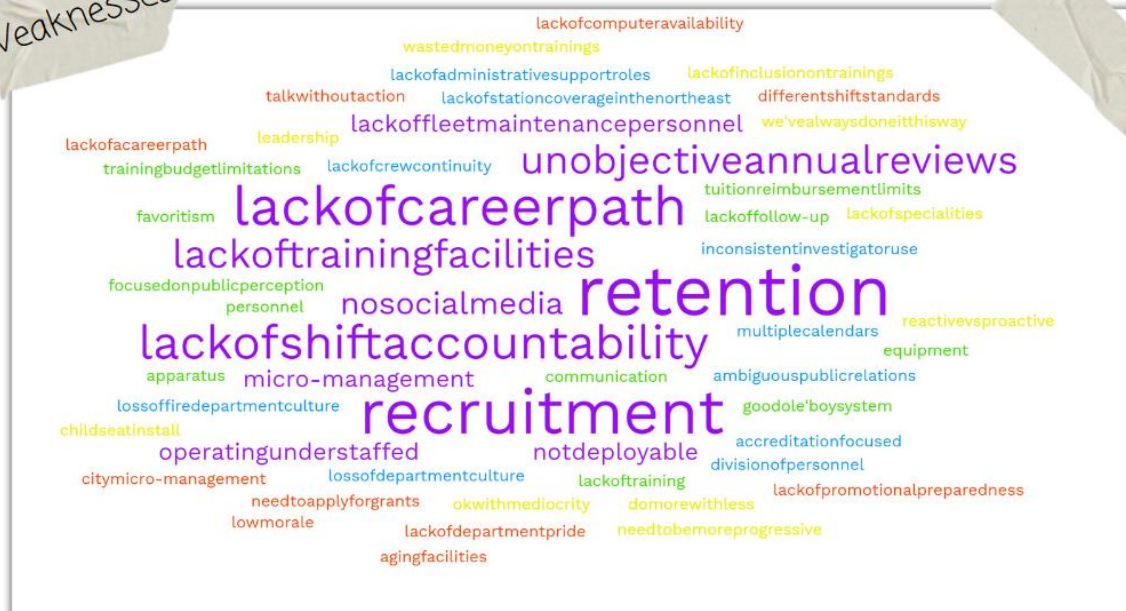 Weaknesses
lackofcomputeravailability
wastedmoneyontrainings
lackofadministrativesupportroles lackofinclusionontrainings
talkwithoutaction lackofstationcoverageinthenortheast differentshiftstandards
lackoffleetmaintenancepersonnel we'vealwaysdoneitthisway
lackofacareerpath leadership
trainingbudgetlimitations lackofcrewcontinuity unobjectiveannualreviews
favoritism lackofcareerpath tuitionreimbursementlimits
lackoffollow-up lackofspecialities
lackoftrainingfacilities inconsistentinvestigatoruse
focusedonpublicperception
personnel nosocialmedia retention
lackofshiftaccountability multiplecalendars reactivevsproactive
equipment
apparatus micro-management communication ambiguouspublicrelations
lossoffiredepartmentculture recruitment goodole'boysystem
childseatinstall
operatingunderstaffed notdeployable accreditationfocused
divisionofpersonnel
citymicro-management lossofdepartmentculture lackoftraining
needtoapplyforgrants okwithmediocrity domorewithless lackofpromotionalpreparedness
lowmorale lackofdepartmentpride needtobemoreprogressive
agingfacilities